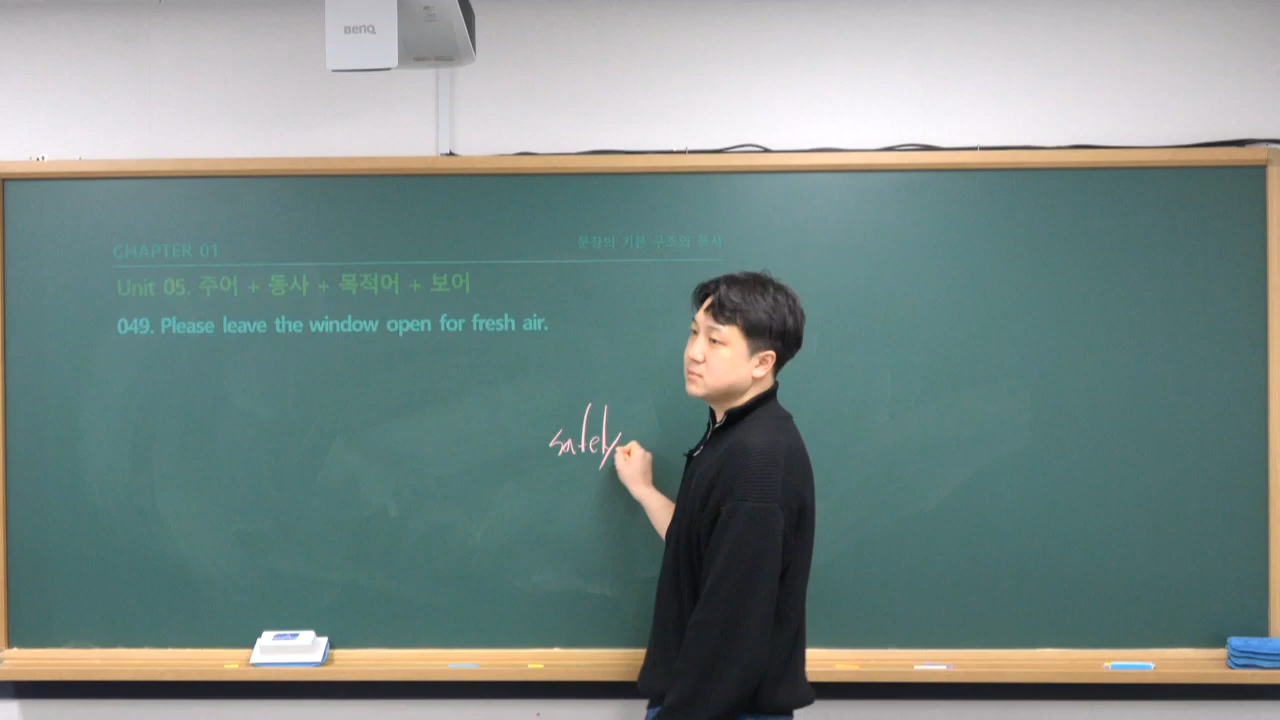 BenQ
CHAPTER 01
문장의 기본 구조와 동사
Unit 05. 주어 + 동사 + 목적어 + 보어
049. Please leave the window open for fresh air.
safely